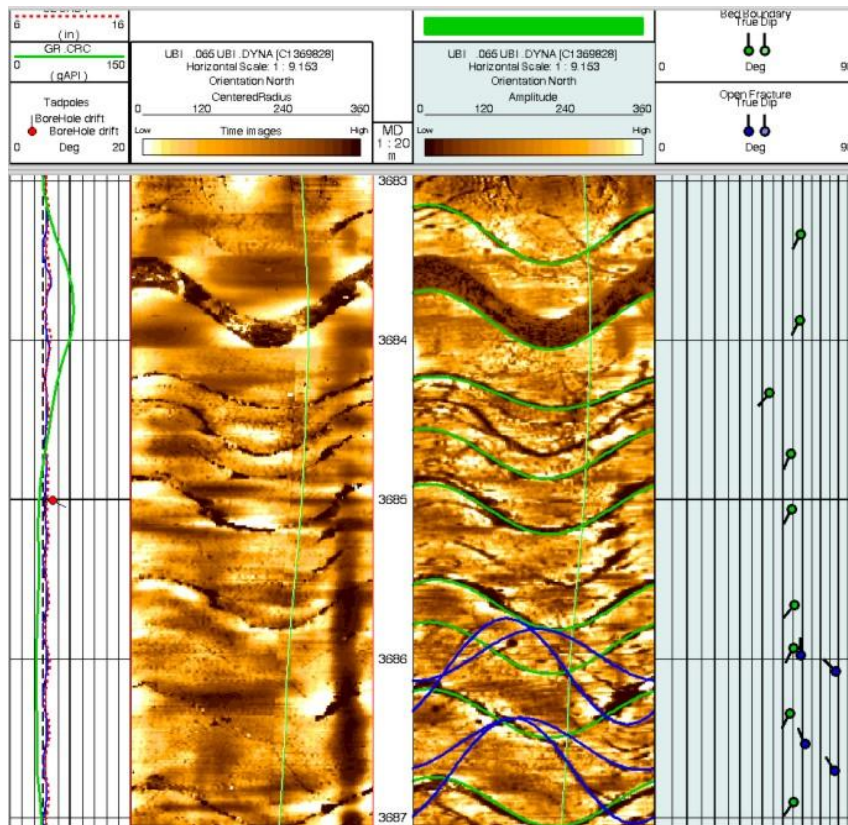 6 16
( in)
GR .CRC
0 150
( gAPI )
Tadpoles
BoreHole drift
BoreHole drift
0 Deg 20
UBI .065 UBI .DYNA [C1369828]
Horizontal Scale: 1 : 9.153
Orientation North
CenteredRadius
0 120 240 360
Low Time images High
MD
1 : 20
m
UBI .065 UBI .DYNA [C1369828]
Horizontal Scale: 1 : 9.153
Orientation North
Amplitude
0 120 240 360
Low High
Bed Boundary
True Dip
0 Deg
Open Fracture
True Dip
0 Deg
3683
3684
3685
3686
3687